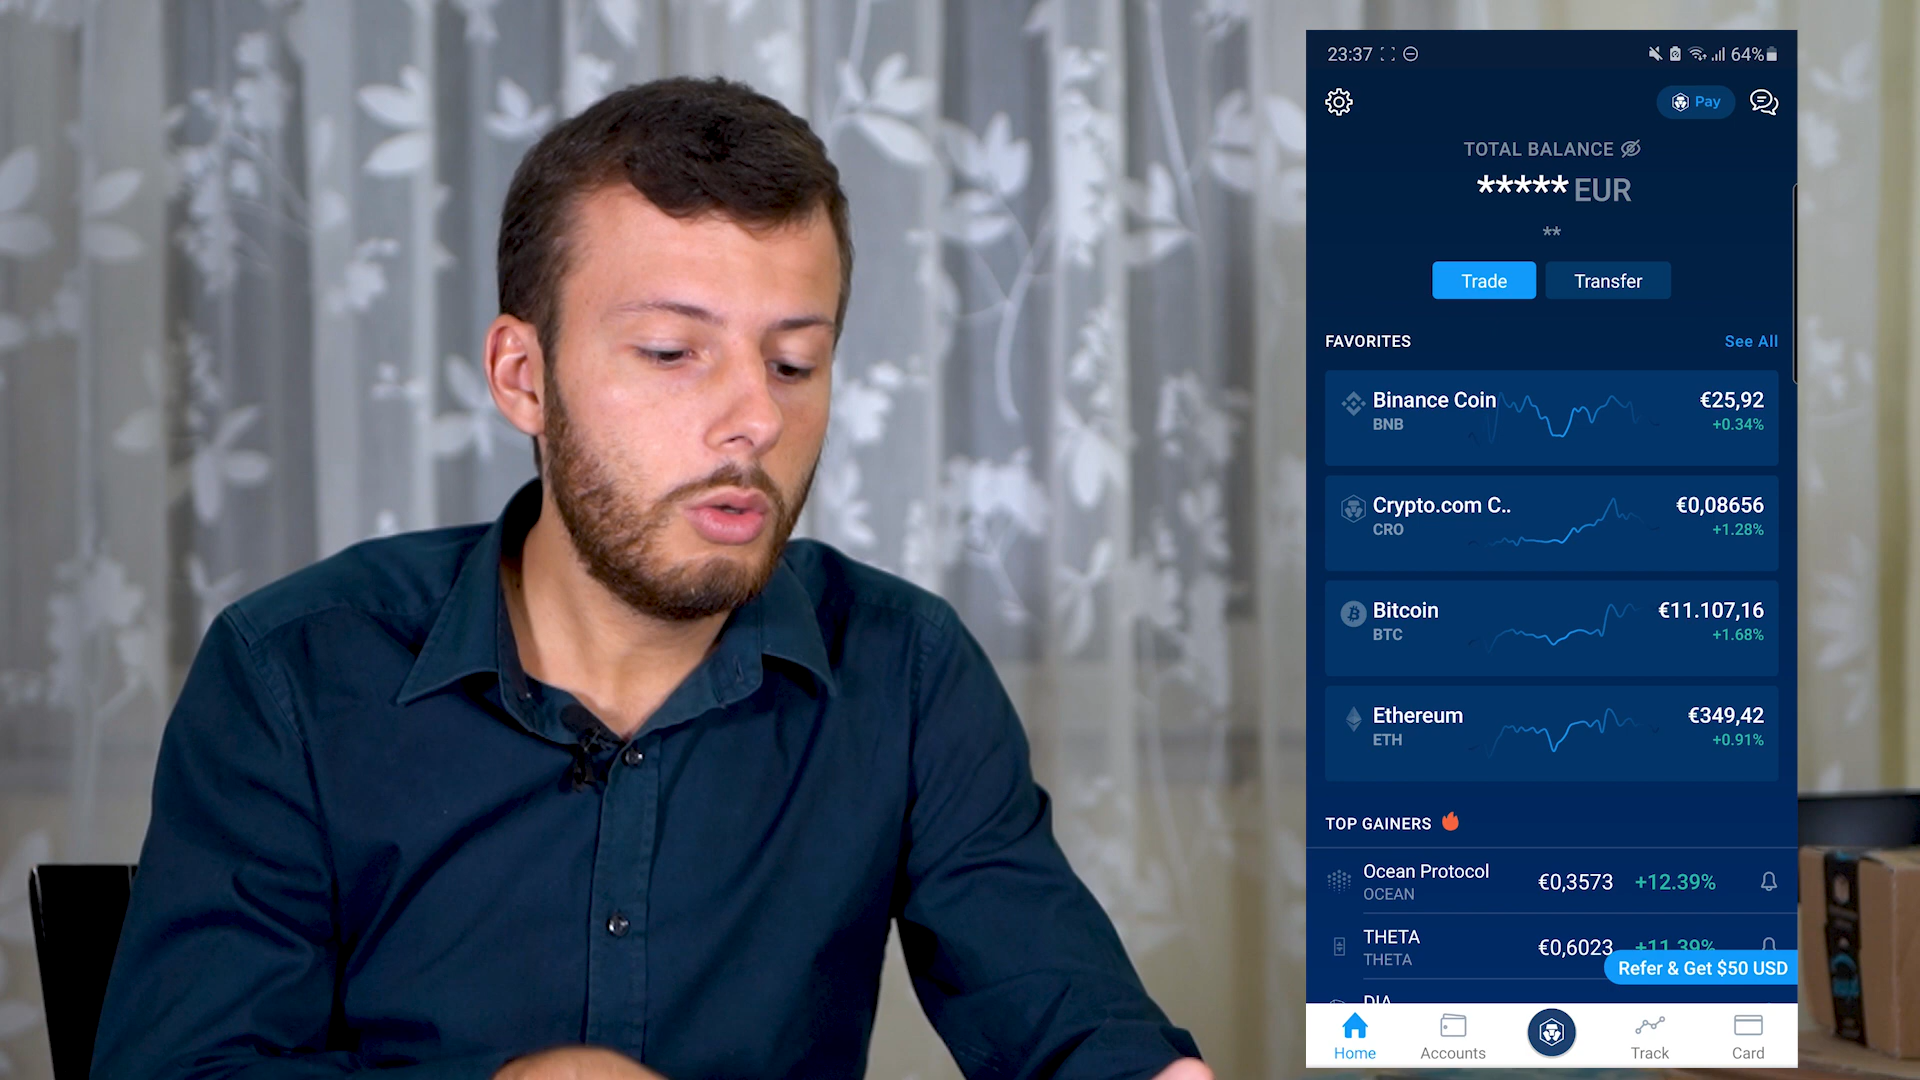 23:37 64%
Pay
TOTAL BALANCE
***** EUR
**
Trade Transfer
FAVORITES See All
Binance Coin €25,92
BNB +0.34%
Crypto.com C.. €0,08656
CRO +1.28%
Bitcoin €11.107,16
BTC +1.68%
Ethereum €349,42
ETH +0.91%
TOP GAINERS
Ocean Protocol €0,3573 +12.39%
OCEAN
THETA €0,6023 +11.39%
THETA
Refer & Get $50 USD
DIA
Home Accounts Track Card